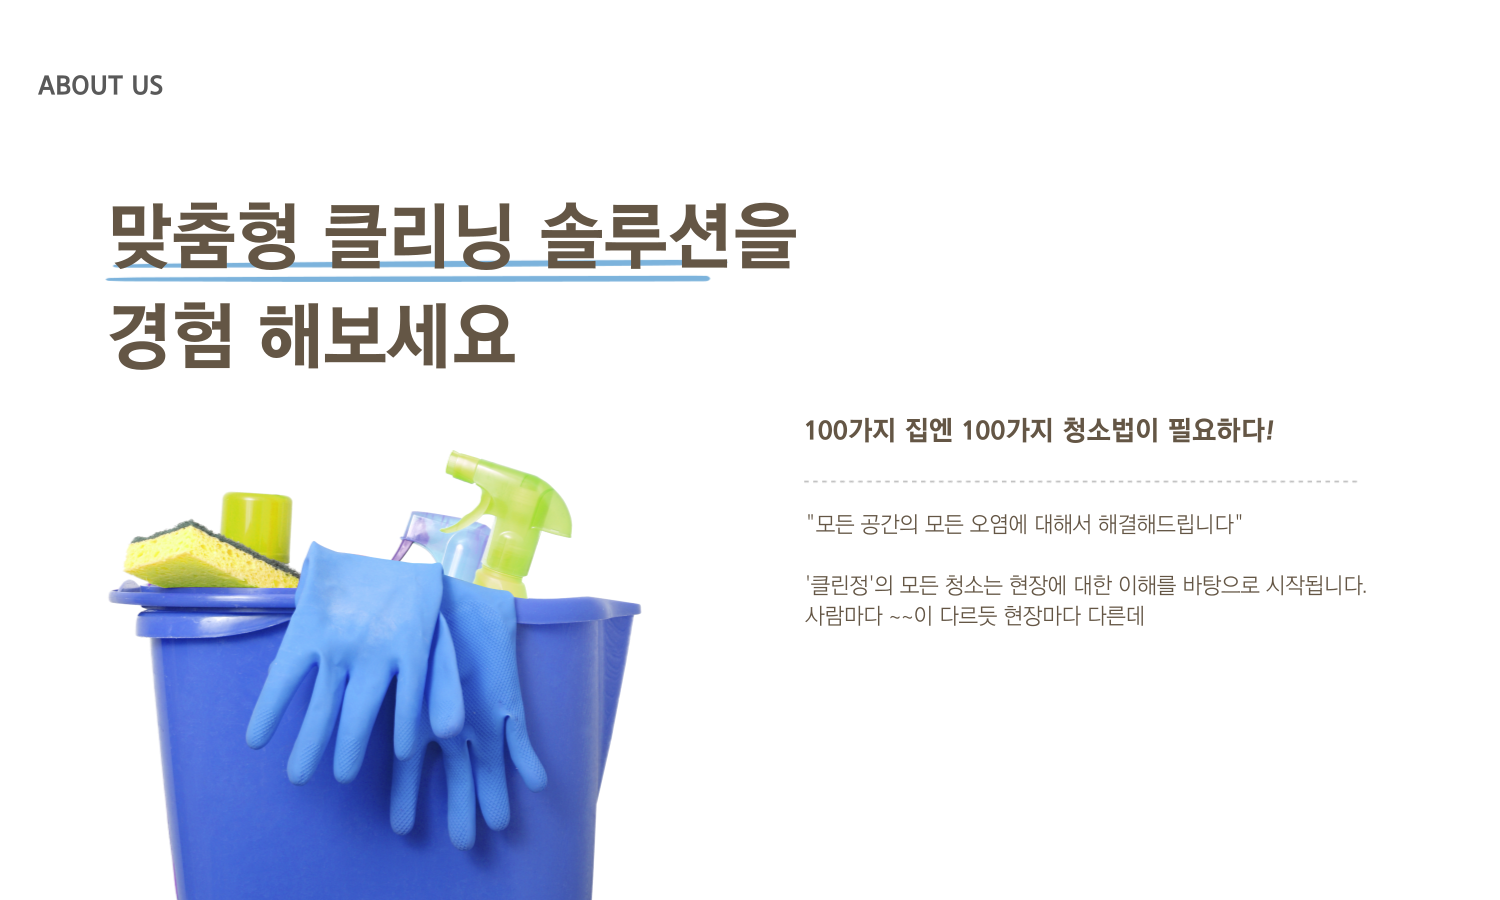 ABOUT US
맞춤형 클리닝 솔루션을
경험 해보세요
100가지 집엔 100가지 청소법이 필요하다!
"모든 공간의 모든 오염에 대해서 해결해드립니다"
'클린정'의 모든 청소는 현장에 대한 이해를 바탕으로 시작됩니다.
사람마다 ~~이 다르듯 현장마다 다른데